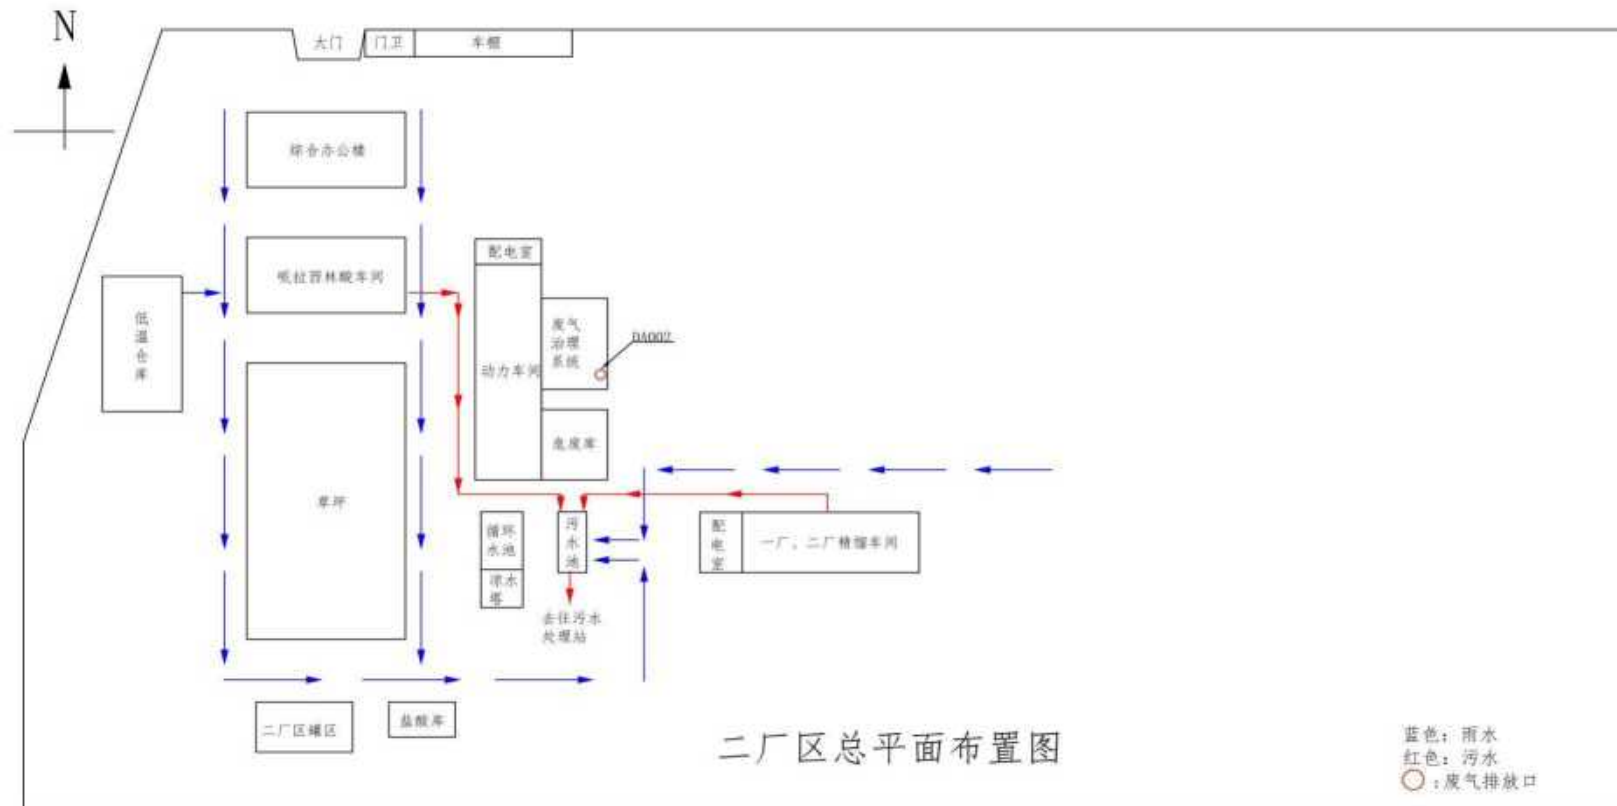 N
大门
门卫
车棚
综合办公楼
配电室
哌拉西林酸车间
低
温
仓
库
废气
治理
系统
DA002
动力车间
危废库
草坪
循环
水池
凉水
塔
污
水
池
配
电
室
一厂、二厂精馏车间
去往污水
处理站
二厂区罐区
盐酸库
二厂区总平面布置图
蓝色：雨水
红色：污水
：废气排放口